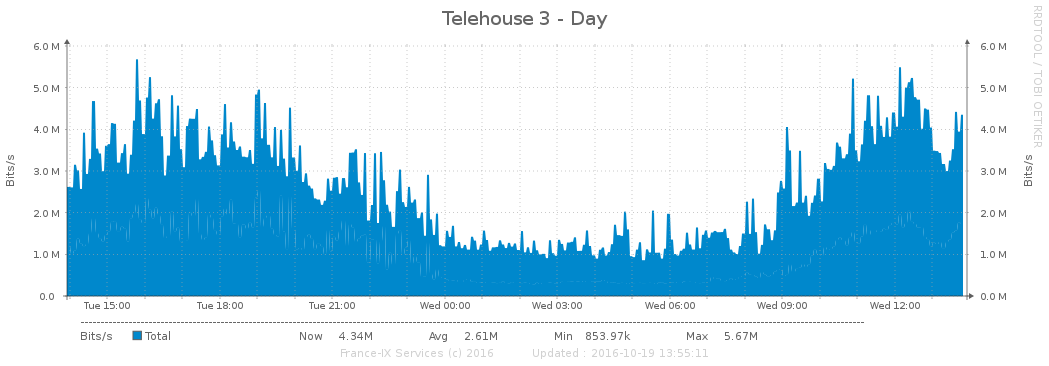 Telehouse 3 - Day
RRDTOOL / TOBI OETIKER
Bits/s
Bits/s
6.0 M 6.0 M
5.0 M 5.0 M
4.0 M 4.0 M
3.0 M 3.0 M
2.0 M 2.0 M
1.0 M 1.0 M
0.0 0.0 M
Tue 15:00 Tue 18:00 Tue 21:00 Wed 00:00 Wed 03:00 Wed 06:00 Wed 09:00 Wed 12:00
Bits/s Total Now 4.34M Avg 2.61M Min 853.97k Max 5.67M
France-IX Services (c) 2016 Updated : 2016-10-19 13:55:11